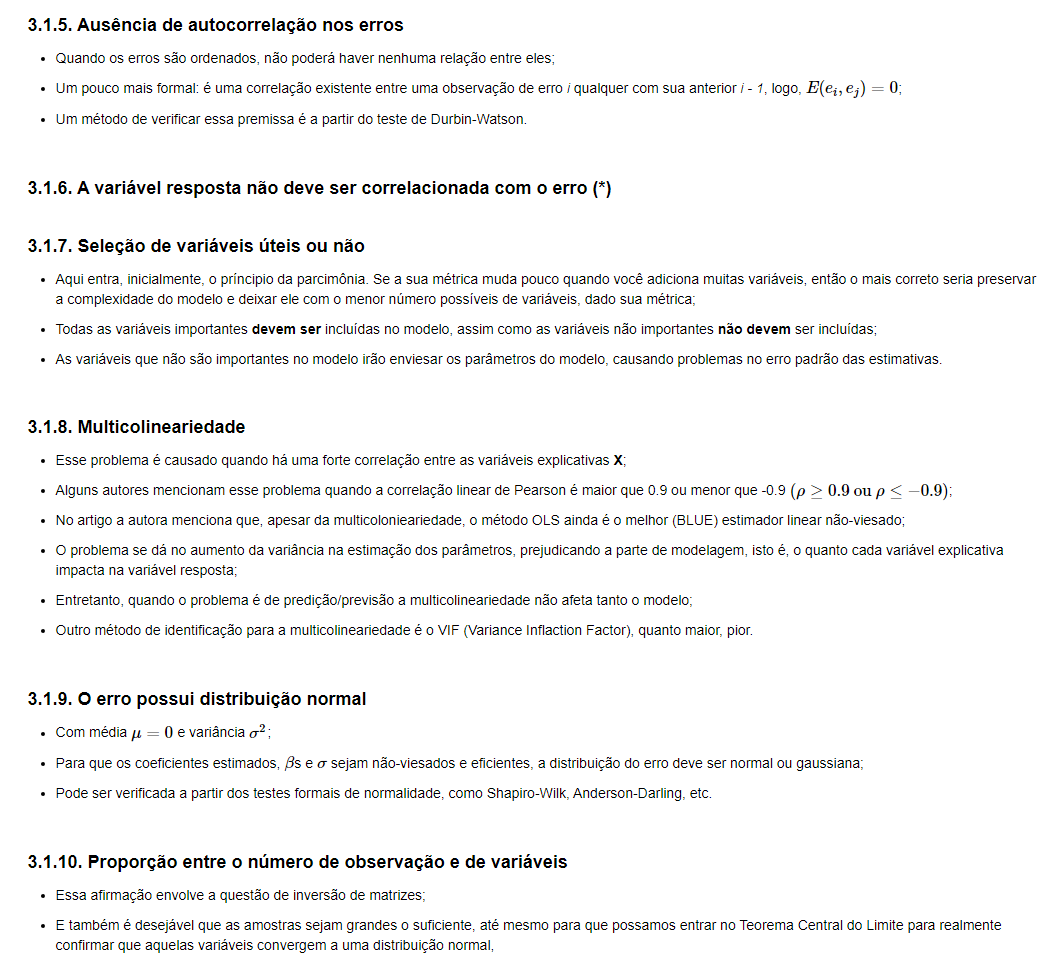 3.1.5. Ausência de autocorrelação nos erros
• Quando os erros são ordenados, não poderá haver nenhuma relação entre eles;
• Um pouco mais formal: é uma correlação existente entre uma observação de erro i qualquer com sua anterior i - 1, logo, E(e_i, e_j) = 0;
• Um método de verificar essa premissa é a partir do teste de Durbin-Watson.
3.1.6. A variável resposta não deve ser correlacionada com o erro (*)
3.1.7. Seleção de variáveis úteis ou não
• Aqui entra, inicialmente, o príncipio da parcimônia. Se a sua métrica muda pouco quando você adiciona muitas variáveis, então o mais correto seria preservar
a complexidade do modelo e deixar ele com o menor número possíveis de variáveis, dado sua métrica;
• Todas as variáveis importantes devem ser incluídas no modelo, assim como as variáveis não importantes não devem ser incluídas;
• As variáveis que não são importantes no modelo irão enviesar os parâmetros do modelo, causando problemas no erro padrão das estimativas.
3.1.8. Multicolineariedade
• Esse problema é causado quando há uma forte correlação entre as variáveis explicativas X;
• Alguns autores mencionam esse problema quando a correlação linear de Pearson é maior que 0.9 ou menor que -0.9 (ρ ≥ 0.9 ou ρ ≤ −0.9);
• No artigo a autora menciona que, apesar da multicolonieariedade, o método OLS ainda é o melhor (BLUE) estimador linear não-viesado;
• O problema se dá no aumento da variância na estimação dos parâmetros, prejudicando a parte de modelagem, isto é, o quanto cada variável explicativa
impacta na variável resposta;
• Entretanto, quando o problema é de predição/previsão a multicolineariedade não afeta tanto o modelo;
• Outro método de identificação para a multicolineariedade é o VIF (Variance Inflaction Factor), quanto maior, pior.
3.1.9. O erro possui distribuição normal
• Com média μ = 0 e variância σ²;
• Para que os coeficientes estimados, βs e σ sejam não-viesados e eficientes, a distribuição do erro deve ser normal ou gaussiana;
• Pode ser verificada a partir dos testes formais de normalidade, como Shapiro-Wilk, Anderson-Darling, etc.
3.1.10. Proporção entre o número de observação e de variáveis
• Essa afirmação envolve a questão de inversão de matrizes;
• E também é desejável que as amostras sejam grandes o suficiente, até mesmo para que possamos entrar no Teorema Central do Limite para realmente
confirmar que aquelas variáveis convergem a uma distribuição normal,